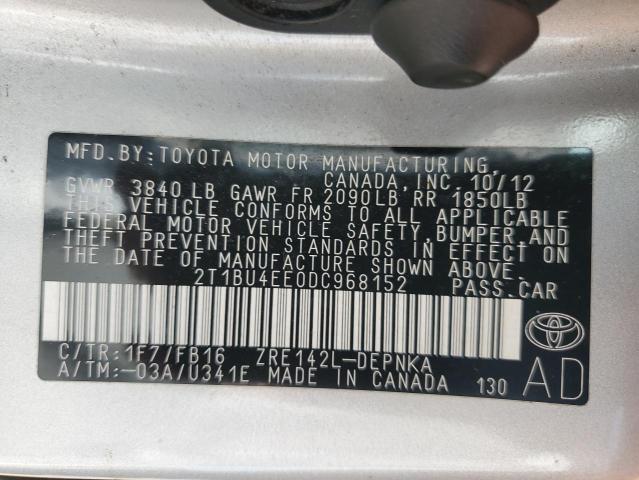 MFD.BY:TOYOTA MOTOR MANUFACTURING,
CANADA, INC. 10/12
GVWR 3840 LB GAWR FR 2090LB RR 1850LB
THIS VEHICLE CONFORMS TO ALL APPLICABLE
FEDERAL MOTOR VEHICLE SAFETY, BUMPER, AND
THEFT PREVENTION STANDARDS IN EFFECT ON
THE DATE OF MANUFACTURE SHOWN ABOVE.
2T1BU4EE0DC968152 PASS.CAR
C/TR:1F7/FB16 ZRE142L-DEPNKA
A/TM:-03A/U341E MADE IN CANADA 130
AD